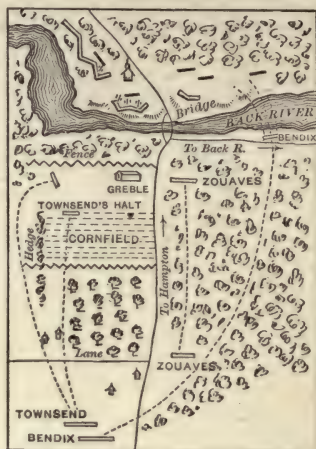 Bridge
BACK RIVER
BENDIX
Fence
To Back R.
GREBLE
ZOUAVES
TOWNSEND'S HALT
Hedge
CORNFIELD
To Hampton
Lane
ZOUAVES
TOWNSEND
BENDIX